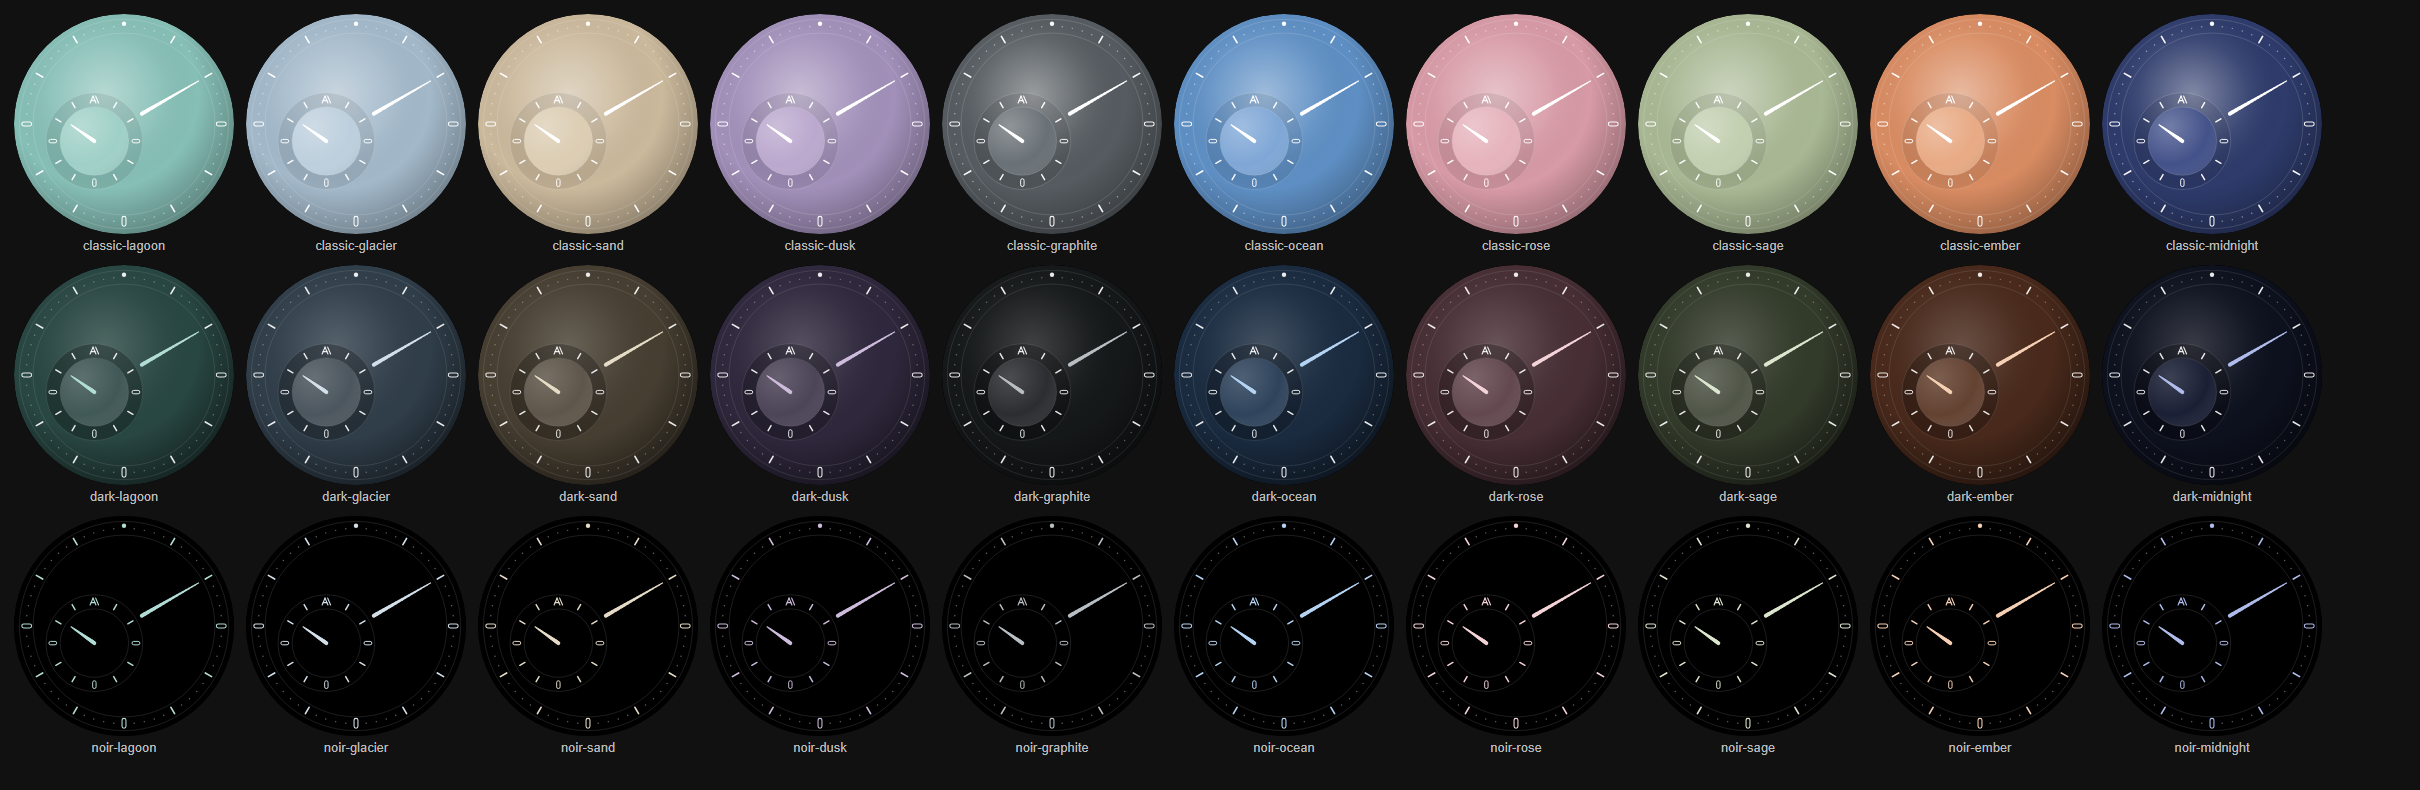 classic-lagoon classic-glacier classic-sand classic-dusk classic-graphite classic-ocean classic-rose classic-sage classic-ember classic-midnight
dark-lagoon dark-glacier dark-sand dark-dusk dark-graphite dark-ocean dark-rose dark-sage dark-ember dark-midnight
noir-lagoon noir-glacier noir-sand noir-dusk noir-graphite noir-ocean noir-rose noir-sage noir-ember noir-midnight